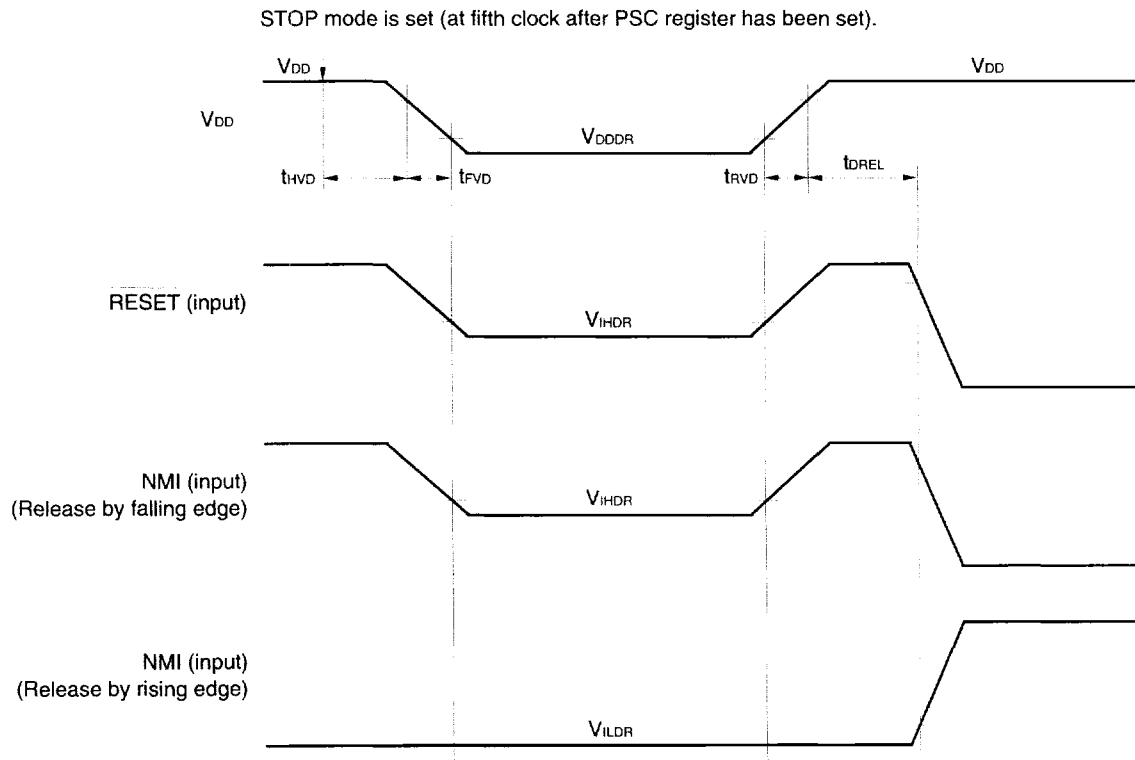 STOP mode is set (at fifth clock after PSC register has been set).
VDD
VDD
VDD
VDDDR
tHVD
tFVD
tRVD
tDREL
RESET (input)
VIHDR
NMI (input)
(Release by falling edge)
VIHDR
NMI (input)
(Release by rising edge)
VILDR